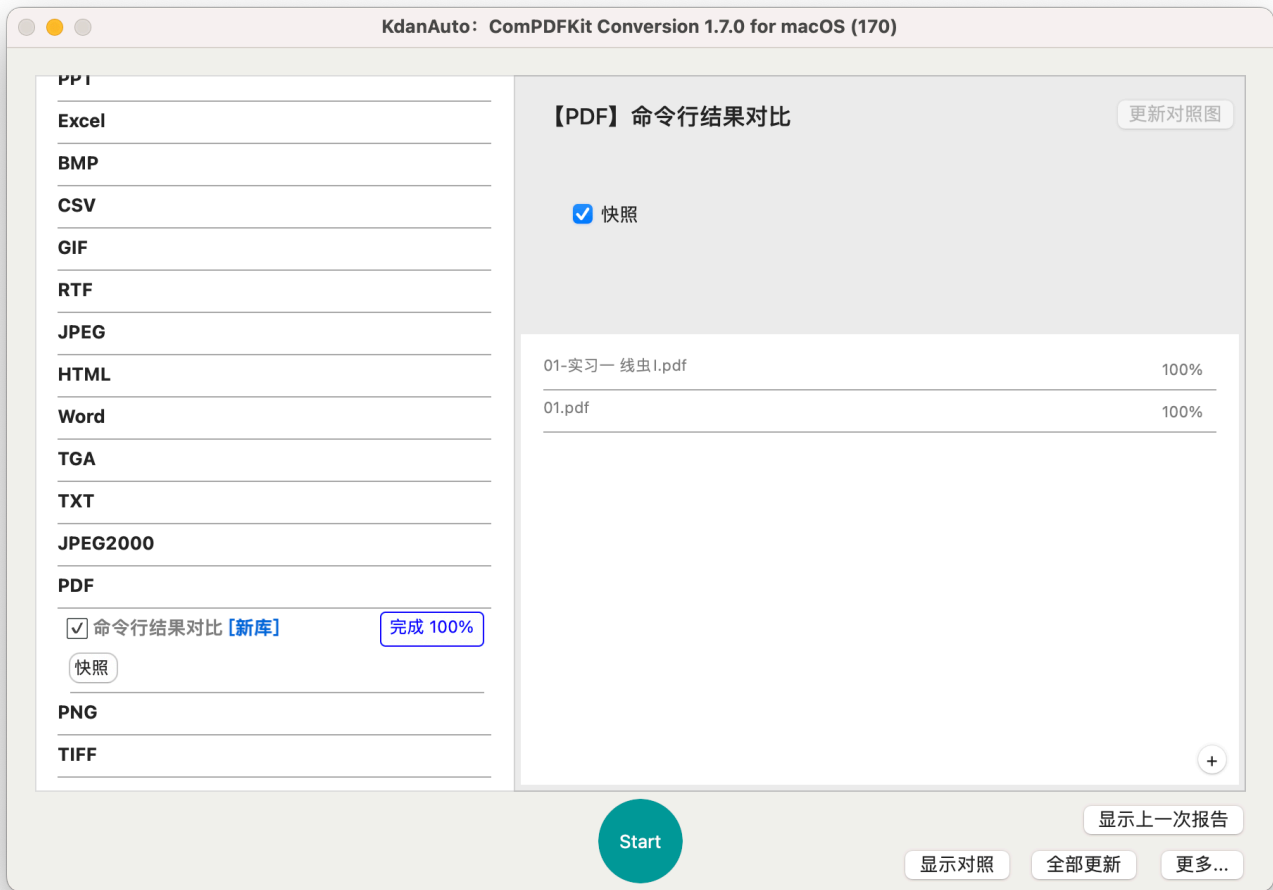 KdanAuto：ComPDFKit Conversion 1.7.0 for macOS (170)
PPT
Excel
BMP
CSV
GIF
RTF
JPEG
HTML
Word
TGA
TXT
JPEG2000
PDF
命令行结果对比 [新库]
完成 100%
快照
PNG
TIFF
【PDF】命令行结果对比
更新对照图
快照
01-实习一 线虫I.pdf
100%
01.pdf
100%
+
Start
显示上一次报告
显示对照
全部更新
更多...